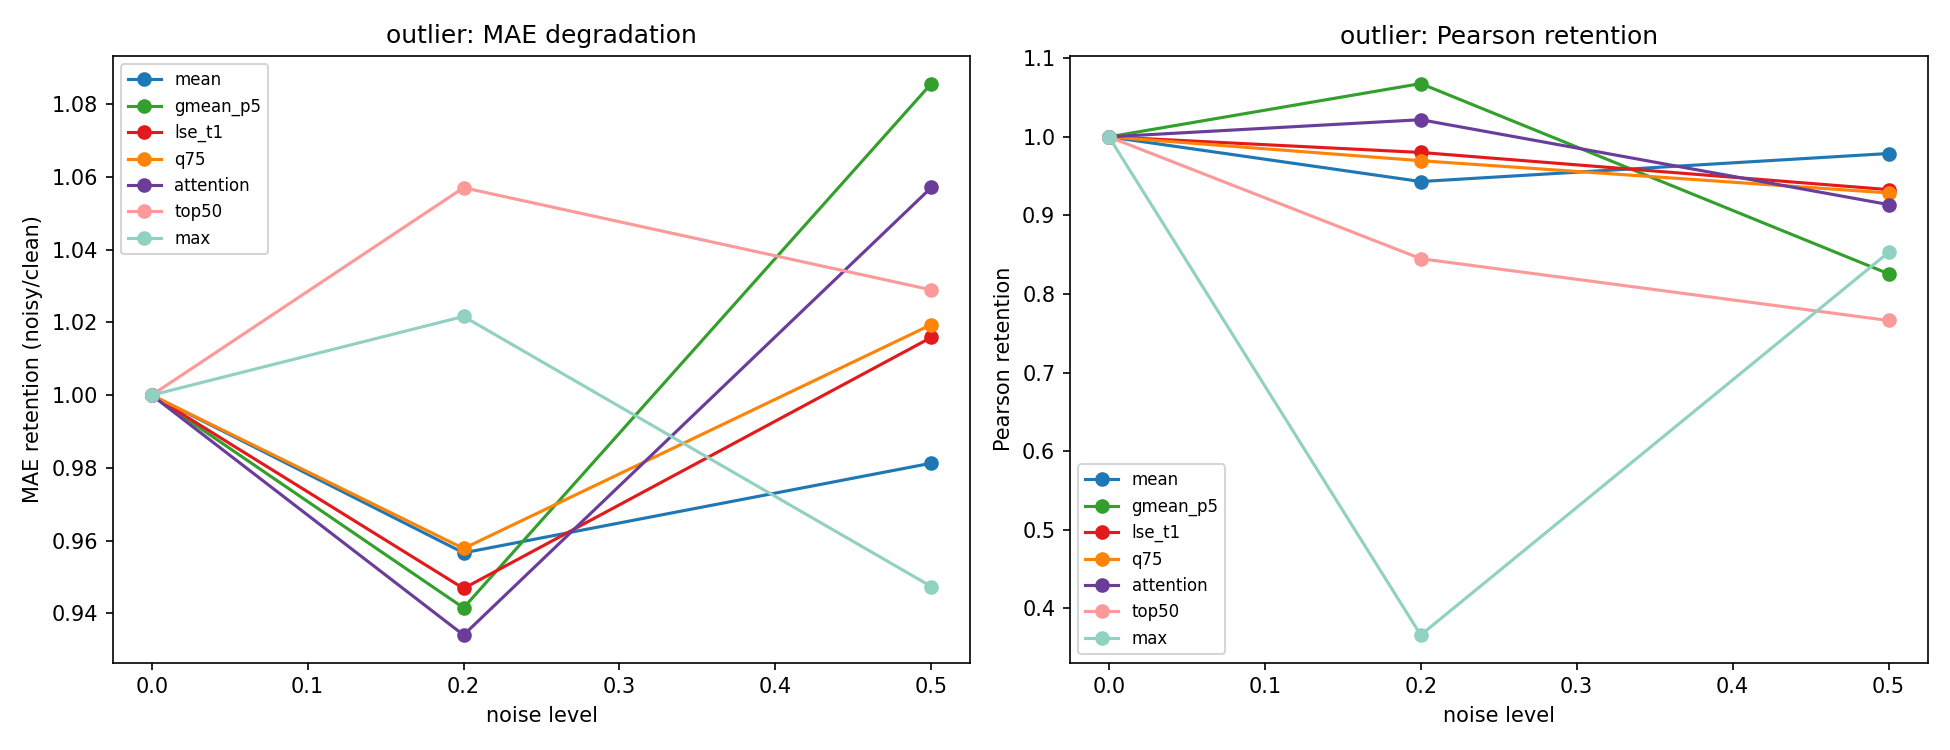 outlier: MAE degradation
MAE retention (noisy/clean)
1.08
1.06
1.04
1.02
1.00
0.98
0.96
0.94
mean
gmean_p5
lse_t1
q75
attention
top50
max
0.0 0.1 0.2 0.3 0.4 0.5
noise level
outlier: Pearson retention
Pearson retention
1.1
1.0
0.9
0.8
0.7
0.6
0.5
0.4
mean
gmean_p5
lse_t1
q75
attention
top50
max
0.0 0.1 0.2 0.3 0.4 0.5
noise level